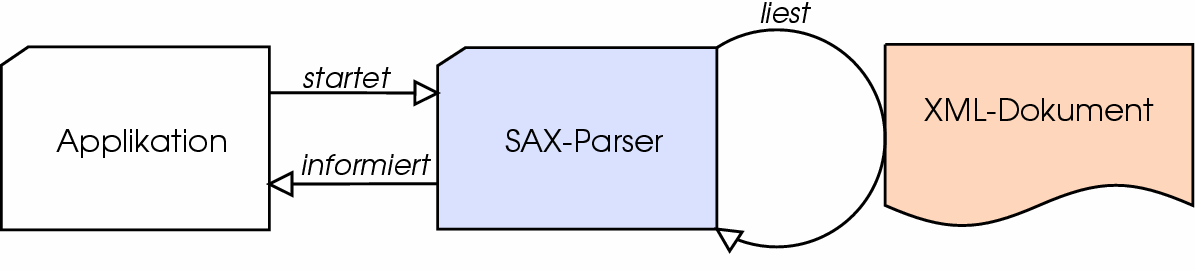 liest
startet
XML-Dokument
Applikation
SAX-Parser
informiert